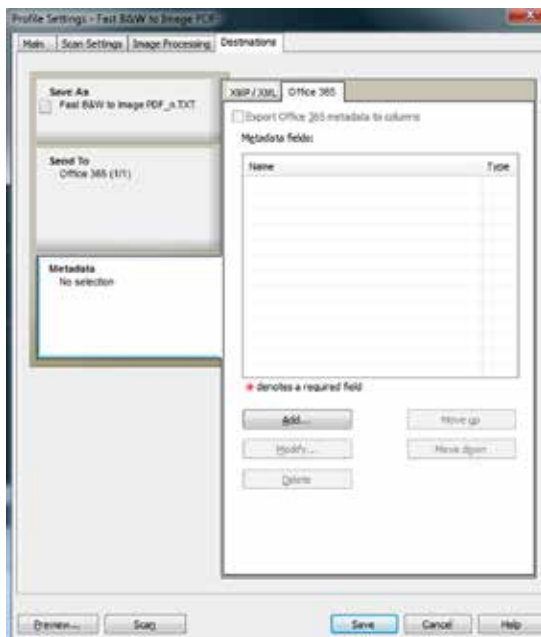 Profile Settings - Fast B&W to Image PDF
Main
Scan Settings
Image Processing
Destinations
Save As
Fast B&W to Image PDF_n.TXT
Send To
Office 365 (1/1)
Metadata
No selection
XMP / XML
Office 365
Export Office 365 metadata to columns
Metadata fields:
Name
Type
* denotes a required field
Add...
Modify...
Delete
Move up
Move down
Preview...
Scan
Save
Cancel
Help